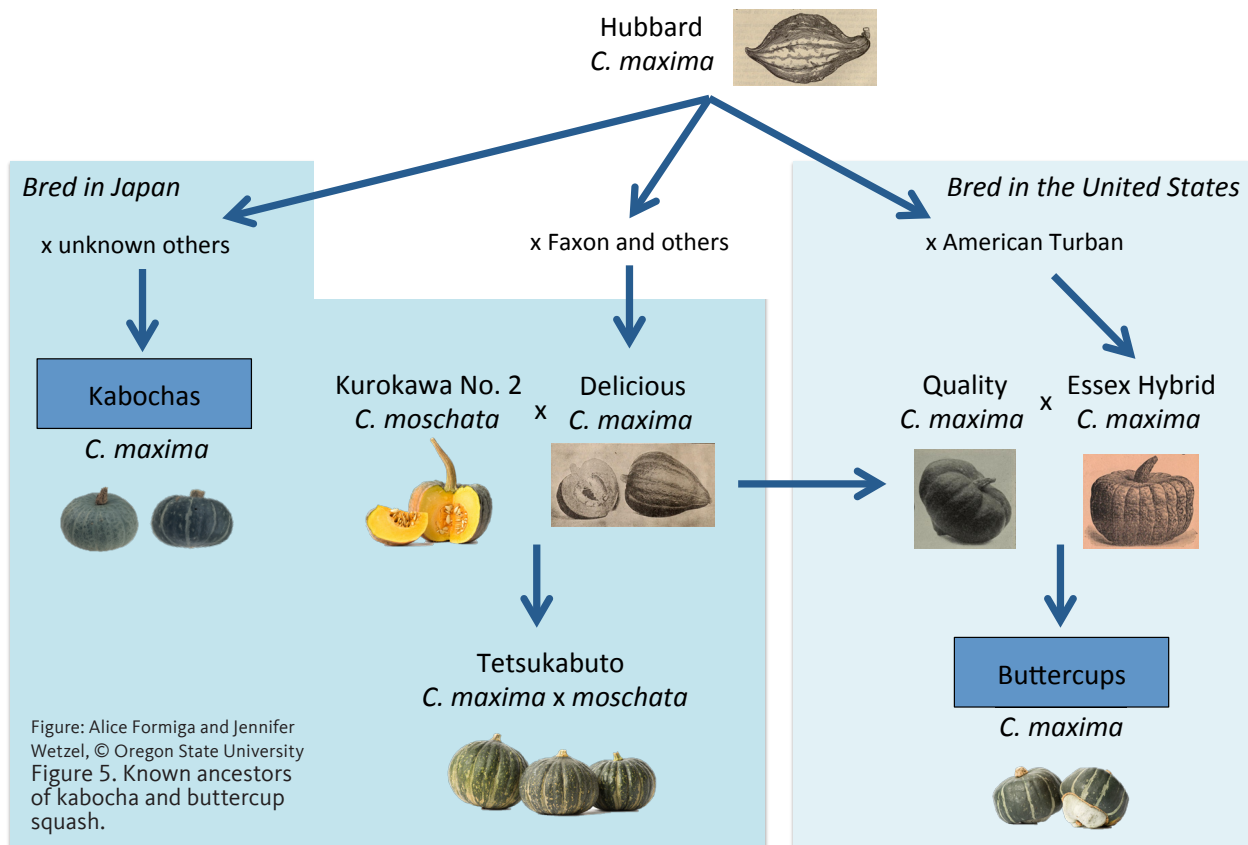 Hubbard
C. maxima
Bred in Japan
Bred in the United States
x unknown others
x Faxon and others
x American Turban
Kabochas
C. maxima
Kurokawa No. 2
C. moschata
x
Delicious
C. maxima
Quality
C. maxima
x
Essex Hybrid
C. maxima
Tetsukabuto
C. maxima x moschata
Buttercups
C. maxima
Figure: Alice Formiga and Jennifer
Wetzel, © Oregon State University
Figure 5. Known ancestors
of kabocha and buttercup
squash.